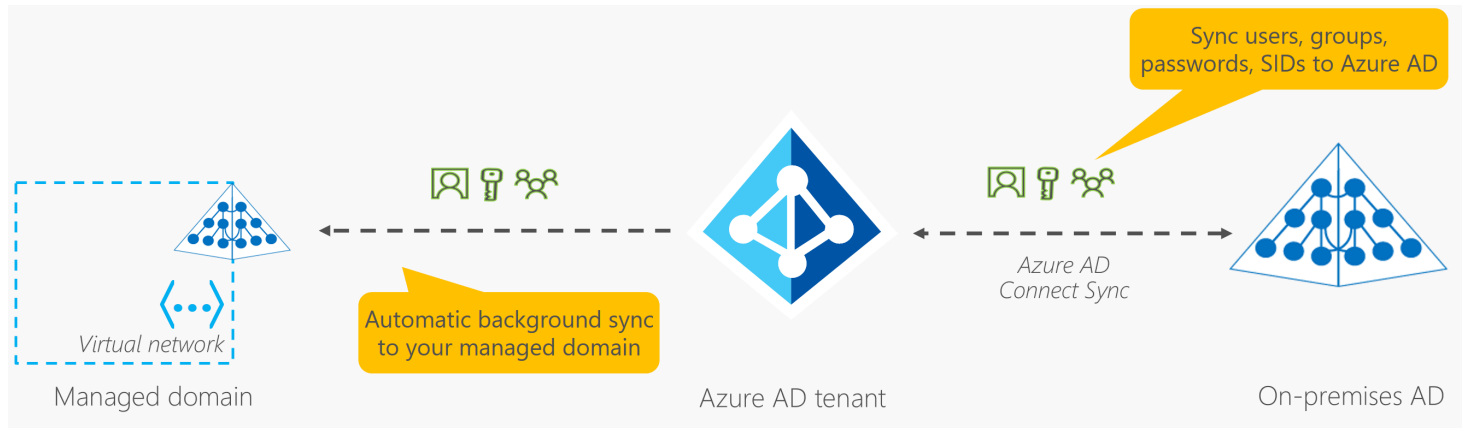 Sync users, groups,
passwords, SIDs to Azure AD
Azure AD
Connect Sync
Automatic background sync
to your managed domain
Virtual network
Managed domain
Azure AD tenant
On-premises AD